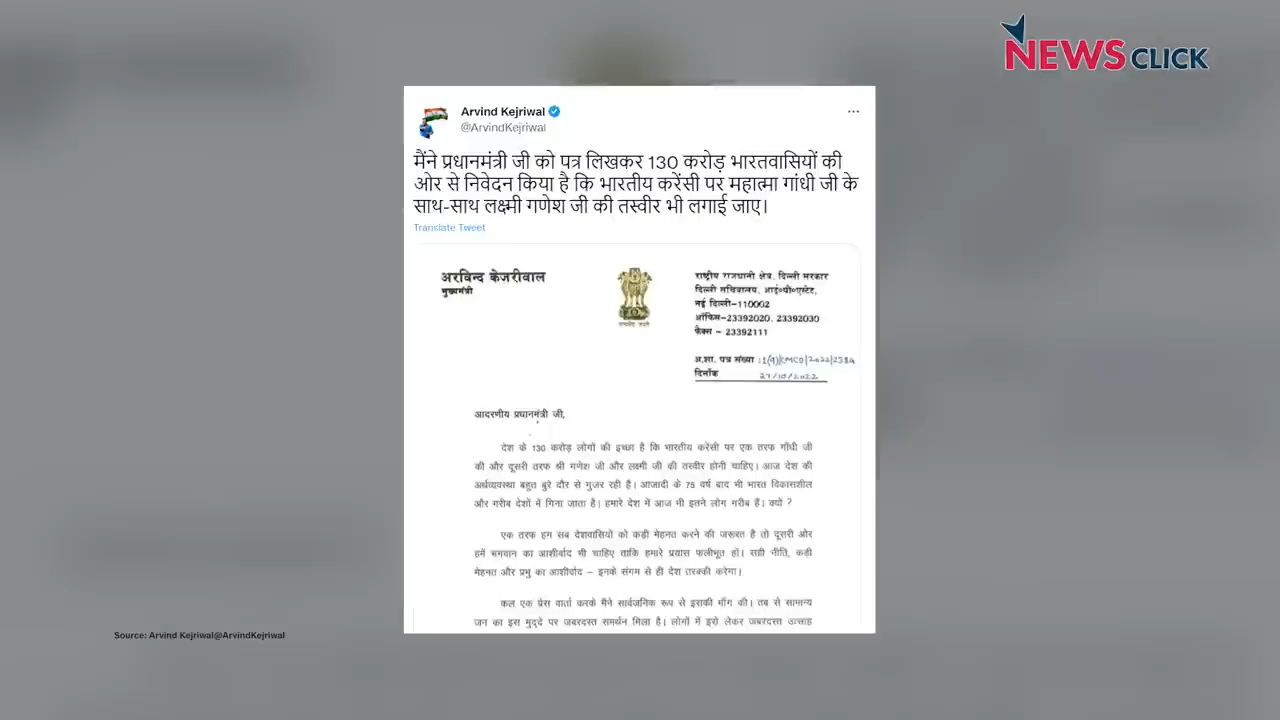 NEWSCLICK
Arvind Kejriwal
@ArvindKejriwal
मैंने प्रधानमंत्री जी को पत्र लिखकर 130 करोड़ भारतवासियों की
ओर से निवेदन किया है कि भारतीय करेंसी पर महात्मा गांधी जी के
साथ-साथ लक्ष्मी गणेश जी की तस्वीर भी लगाई जाए।
Translate Tweet
अरविन्द केजरीवाल
मुख्यमंत्री
सत्यमेव जयते
राष्ट्रीय राजधानी क्षेत्र, दिल्ली सरकार
दिल्ली सचिवालय, आई०पी०एस्टेट,
नई दिल्ली-110002
ऑफिस-23392020, 23392030
फैक्स - 23392111
अ.शा. पत्र संख्या :
दिनाँक 27/10/2022
आदरणीय प्रधानमंत्री जी,
देश के 130 करोड़ लोगों की इच्छा है कि भारतीय करेंसी पर एक तरफ गाँधी जी
की और दूसरी तरफ श्री गणेश जी और लक्ष्मी जी की तस्वीर होनी चाहिए। आज देश की
अर्थव्यवस्था बहुत बुरे दौर से गुजर रही है। आजादी के 75 वर्ष बाद भी भारत विकासशील
और गरीब देशों में गिना जाता है। हमारे देश में आज भी इतने लोग गरीब हैं। क्यों ?
एक तरफ हम सब देशवासियों को कड़ी मेहनत करने की जरूरत है तो दूसरी ओर
हमें भगवान का आशीर्वाद भी चाहिए ताकि हमारे प्रयास फलीभूत हों। सही नीति, कड़ी
मेहनत और प्रभु का आशीर्वाद - इनके संगम से ही देश तरक्की करेगा।
कल एक प्रेस वार्ता करके मैंने सार्वजनिक रूप से इसकी माँग की। तब से सामान्य
जन का इस मुद्दे पर जबरदस्त समर्थन मिला है। लोगों में इसे लेकर जबरदस्त उत्साह
Source: Arvind Kejriwal@ArvindKejriwal